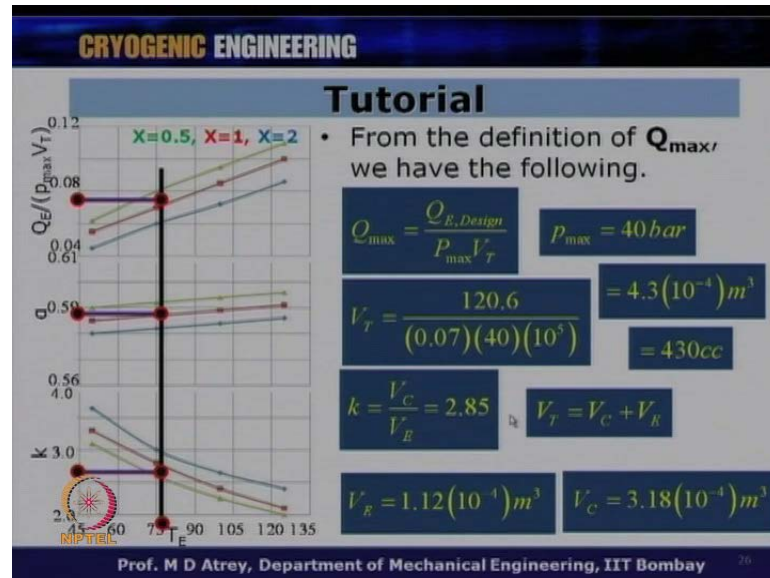 CRYOGENIC ENGINEERING
Tutorial
0.12
0.08
0.04
Q_E/(p_max V_T)
X=0.5, X=1, X=2
0.61
0.59
0.56
α
4.0
3.0
2.0
k
45 60 75 90 105 120 135
T_E
NPTEL
• From the definition of Q_max, we have the following.
Q_max = Q_E,Design / P_max V_T
p_max = 40 bar
V_T = 120.6 / (0.07)(40)(10^5)
= 4.3(10^-4) m^3
= 430cc
k = V_C / V_E = 2.85
V_T = V_C + V_E
V_E = 1.12(10^-4) m^3
V_C = 3.18(10^-4) m^3
Prof. M D Atrey, Department of Mechanical Engineering, IIT Bombay
26